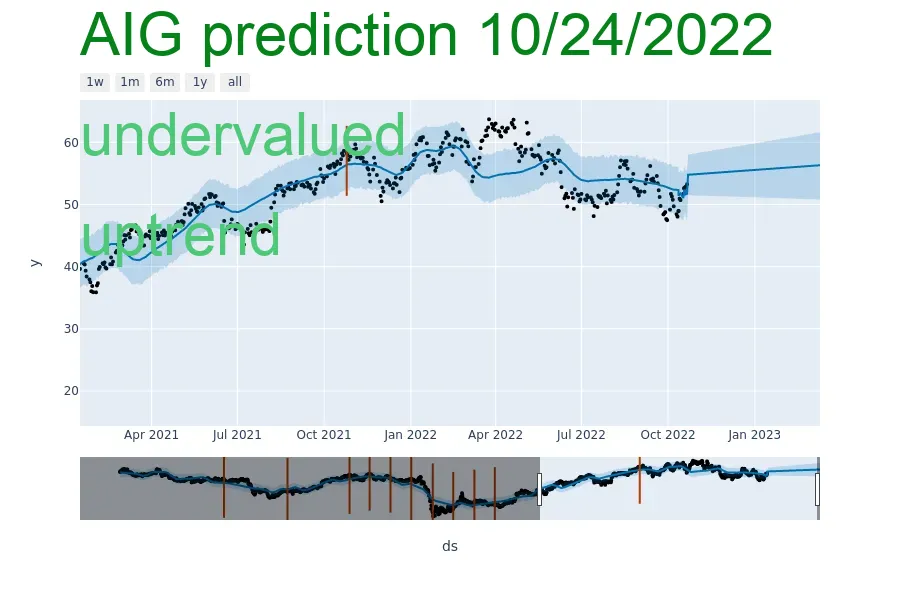 AIG prediction 10/24/2022
1w 1m 6m 1y all
undervalued
uptrend
y
60
50
40
30
20
Apr 2021 Jul 2021 Oct 2021 Jan 2022 Apr 2022 Jul 2022 Oct 2022 Jan 2023
ds